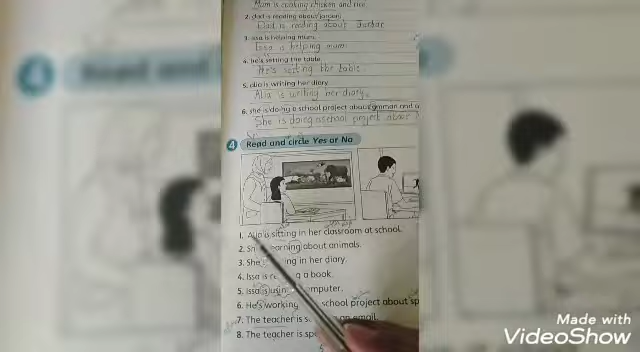 Mum is cooking chicken and rice
2. dad is reading about jordan
Dad is reading about Jordan
3. issa is helping mum.
Issa is helping mum.
4. he's setting the table
He's setting the table.
5. alia is writing her diary
Alia is writing her diary.
6. she is doing a school project about and
She is doing a school project about
4 Read and circle Yes or No
1. Alia is sitting in her classroom at school.
2. about animals.
3. She in her diary.
4. Issa is a book.
5. Issa is using
6. He's working school project about sp
7. The teacher is an email.
8. The teacher is
Made with
VideoShow